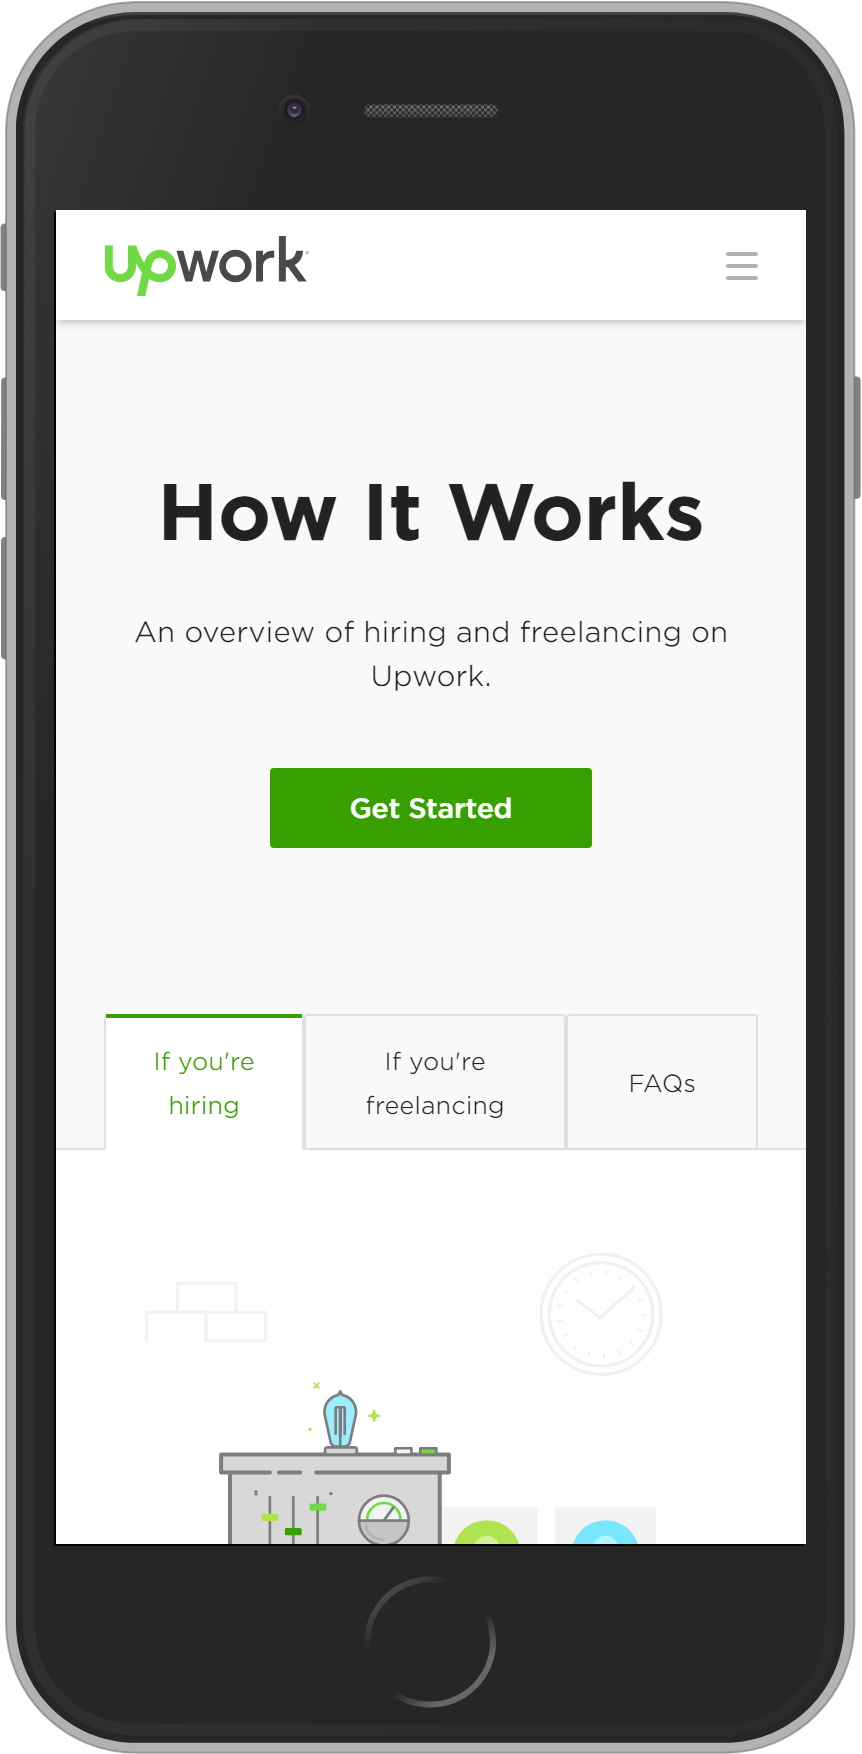 upwork
How It Works
An overview of hiring and freelancing on
Upwork.
Get Started
If you're
hiring
If you're
freelancing
FAQs